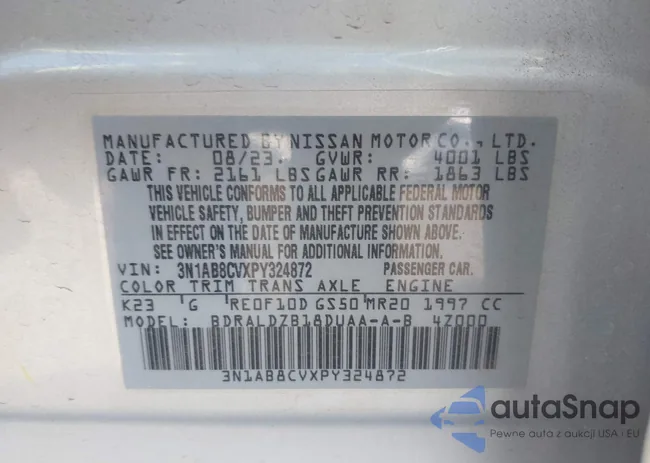 MANUFACTURED BY NISSAN MOTOR CO., LTD.
DATE: 08/23 GVWR: 4001 LBS
GAWR FR: 2161 LBS GAWR RR: 1863 LBS
THIS VEHICLE CONFORMS TO ALL APPLICABLE FEDERAL MOTOR
VEHICLE SAFETY, BUMPER AND THEFT PREVENTION STANDARDS
IN EFFECT ON THE DATE OF MANUFACTURE SHOWN ABOVE.
SEE OWNER'S MANUAL FOR ADDITIONAL INFORMATION.
VIN: 3N1AB8CVXPY324872 PASSENGER CAR.
COLOR TRIM TRANS AXLE ENGINE
K23 'G 'RE0F10D GS50 MR20 1997 CC
MODEL: BDRALDZB18DUAA-A-B 4Z000
3N1AB8CVXPY324872
autaSnap
Pewne auta z aukcji USA i EU